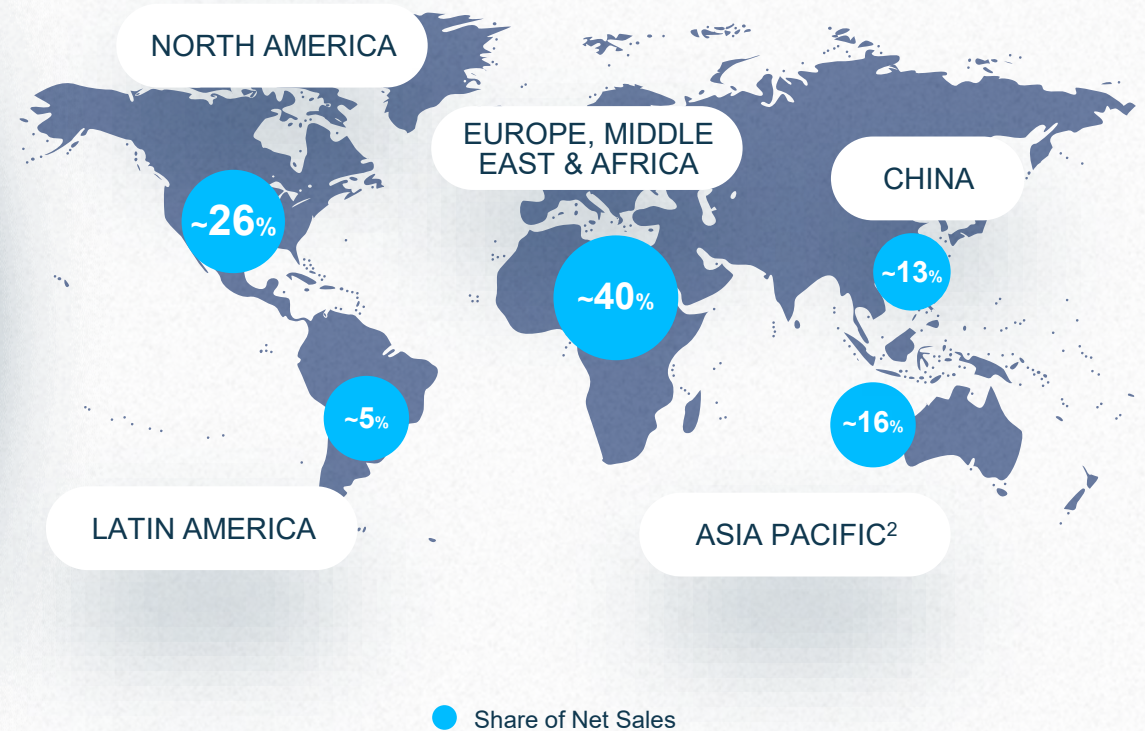 NORTH AMERICA
~26%
EUROPE, MIDDLE
EAST & AFRICA
~40%
CHINA
~13%
LATIN AMERICA
~5%
ASIA PACIFIC²
~16%
Share of Net Sales